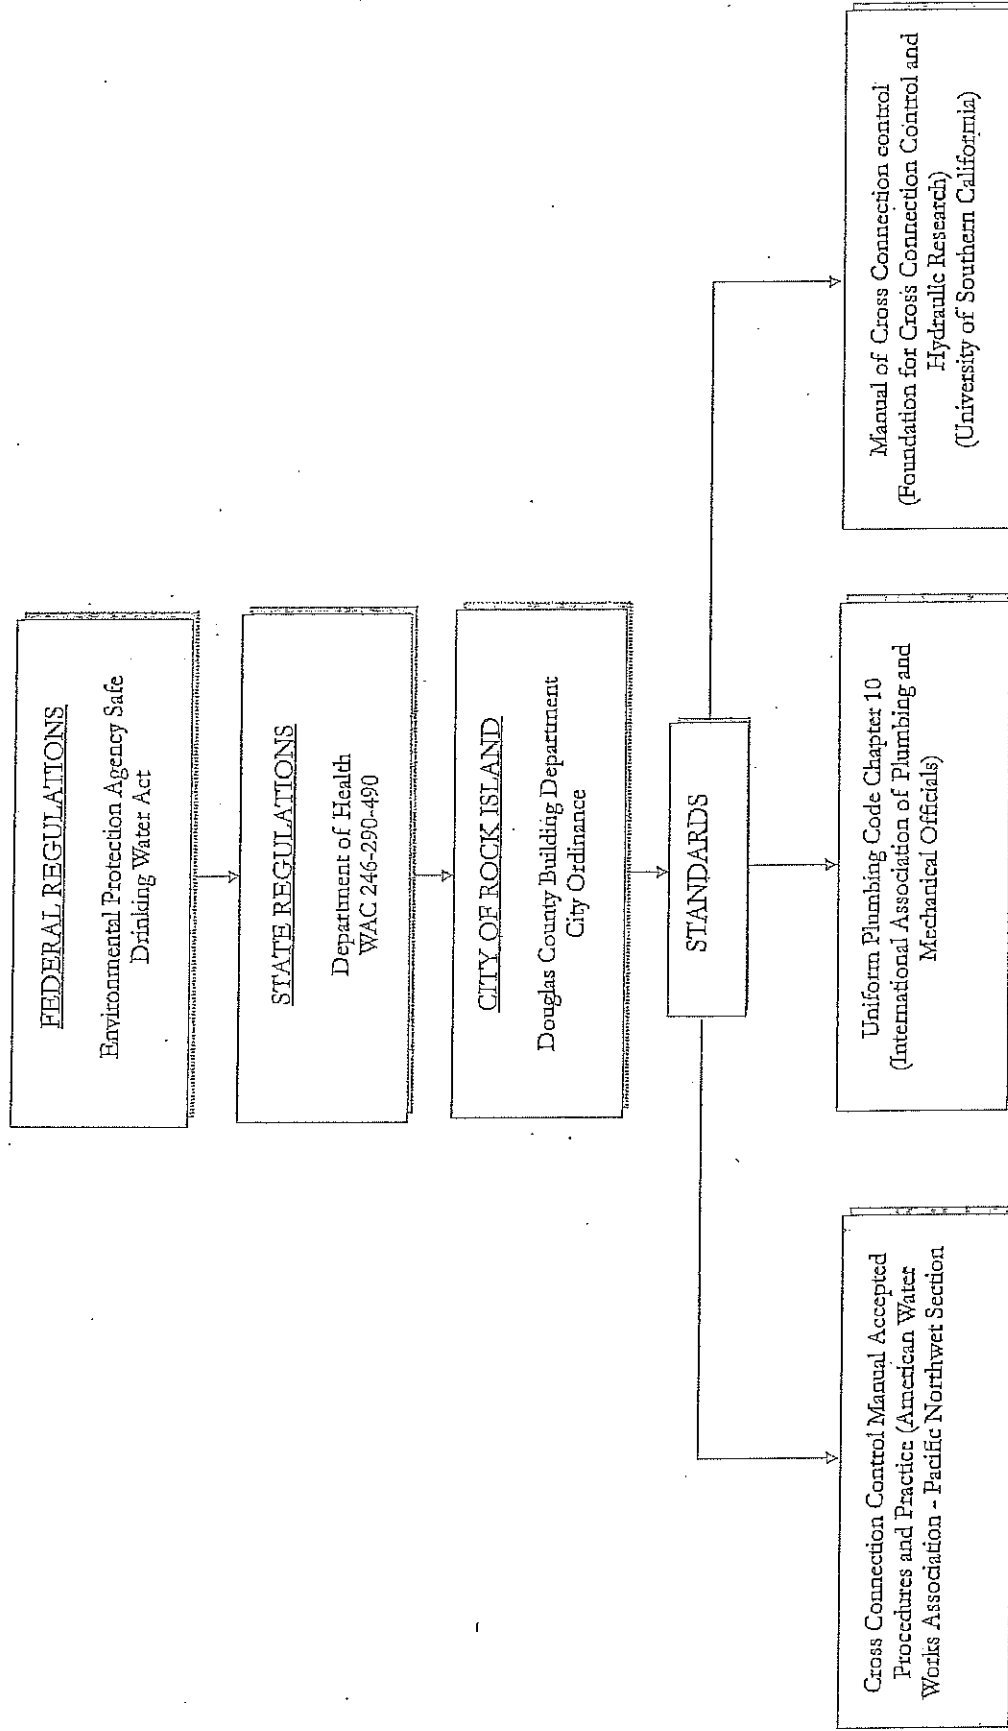 FEDERAL REGULATIONS
Environmental Protection Agency Safe
Drinking Water Act
STATE REGULATIONS
Department of Health
WAC 246-290-490
CITY OF ROCK ISLAND
Douglas County Building Department
City Ordinance
STANDARDS
Cross Connection Control Manual Accepted
Procedures and Practice (American Water
Works Association - Pacific Northwet Section
Uniform Plumbing Code Chapter 10
(International Association of Plumbing and
Mechanical Officials)
Manual of Cross Connection control
(Foundation for Cross Connection Control and
Hydraulic Research)
(University of Southern California)